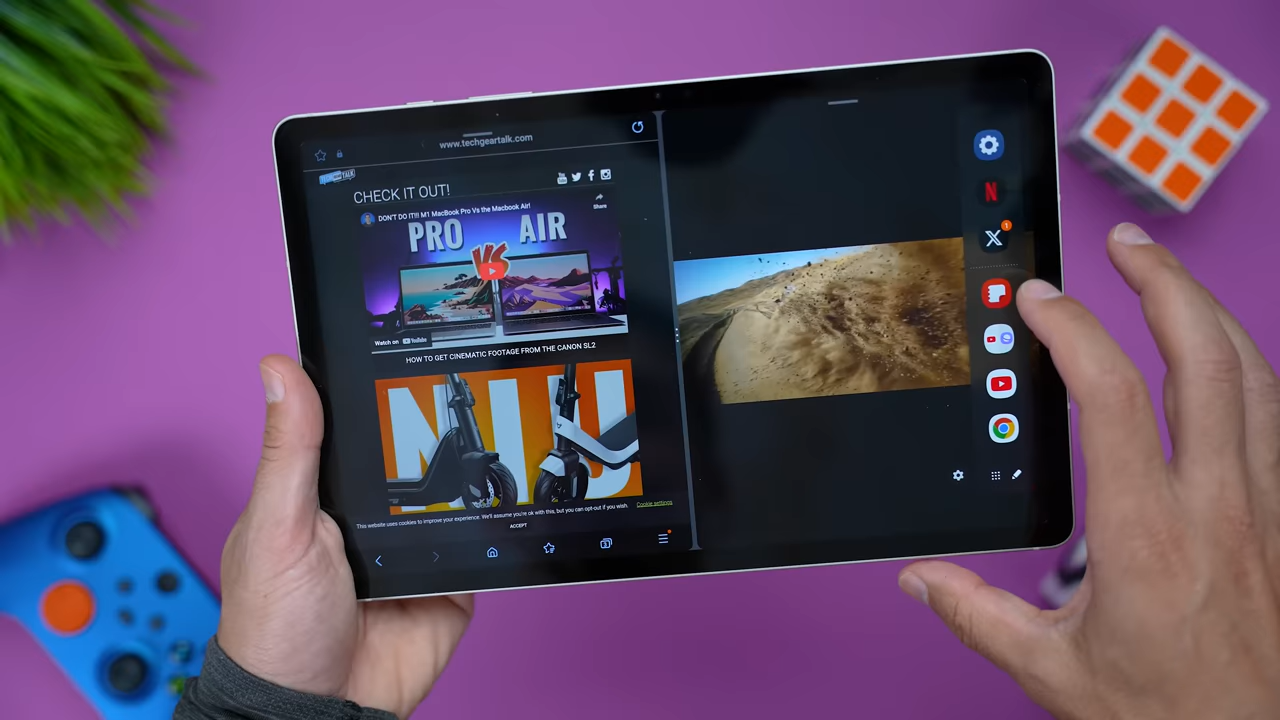 www.techgeartalk.com
TALK
CHECK IT OUT!
DON'T DO IT!!! M1 MacBook Pro Vs the Macbook Air!
Share
PRO VS AIR
Watch on YouTube
HOW TO GET CINEMATIC FOOTAGE FROM THE CANON SL2
NIU
This website uses cookies to improve your experience. We'll assume you're ok with this, but you can opt-out if you wish.
Cookie settings
ACCEPT
N
X
1